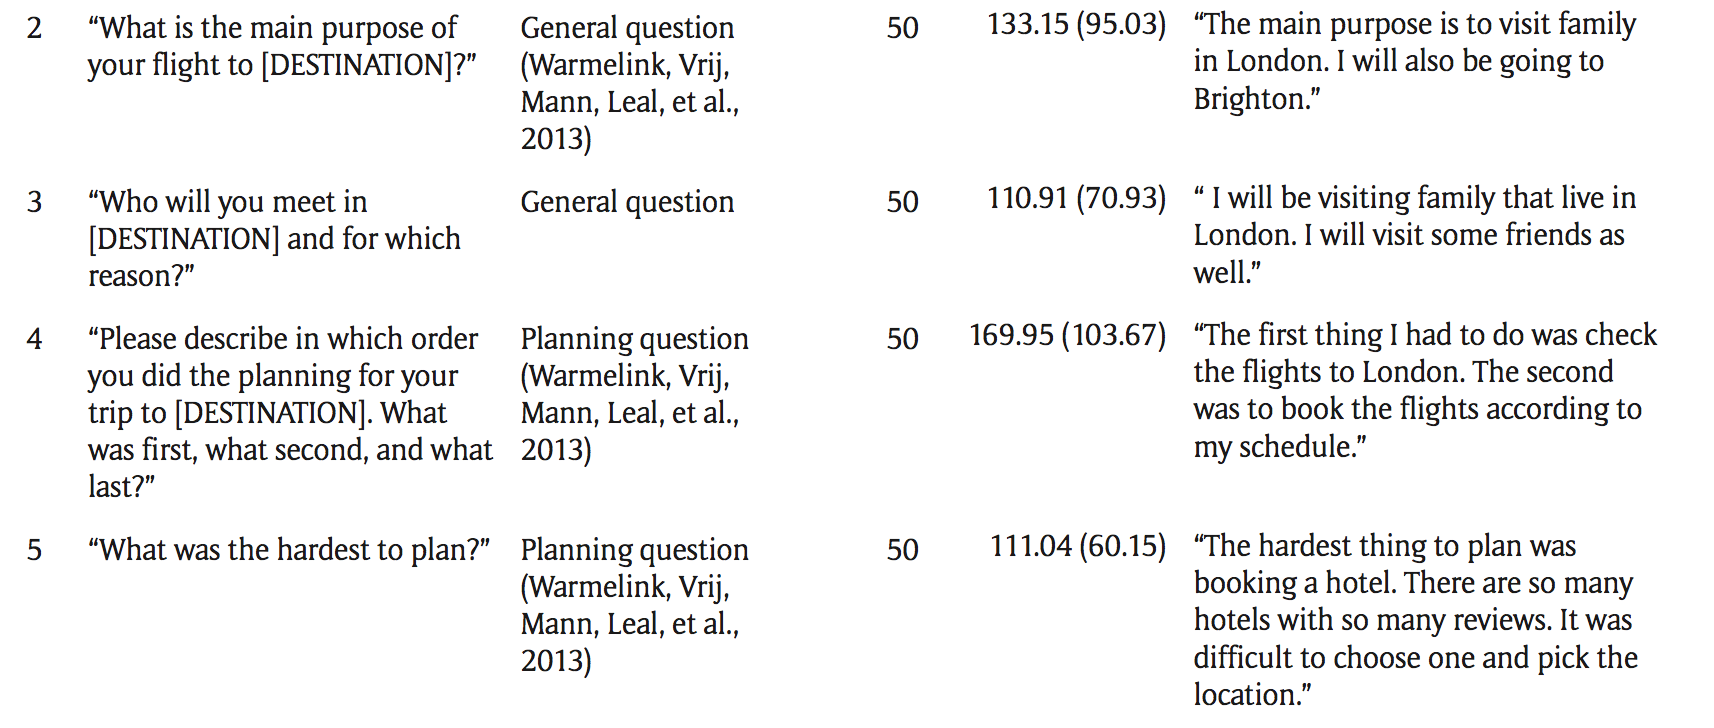 2
“What is the main purpose of
your flight to [DESTINATION]?”
General question
(Warmelink, Vrij,
Mann, Leal, et al.,
2013)
50
133.15 (95.03)
“The main purpose is to visit family
in London. I will also be going to
Brighton.”
3
“Who will you meet in
[DESTINATION] and for which
reason?”
General question
50
110.91 (70.93)
“ I will be visiting family that live in
London. I will visit some friends as
well.”
4
“Please describe in which order
you did the planning for your
trip to [DESTINATION]. What
was first, what second, and what
last?”
Planning question
(Warmelink, Vrij,
Mann, Leal, et al.,
2013)
50
169.95 (103.67)
“The first thing I had to do was check
the flights to London. The second
was to book the flights according to
my schedule.”
5
“What was the hardest to plan?”
Planning question
(Warmelink, Vrij,
Mann, Leal, et al.,
2013)
50
111.04 (60.15)
“The hardest thing to plan was
booking a hotel. There are so many
hotels with so many reviews. It was
difficult to choose one and pick the
location.”